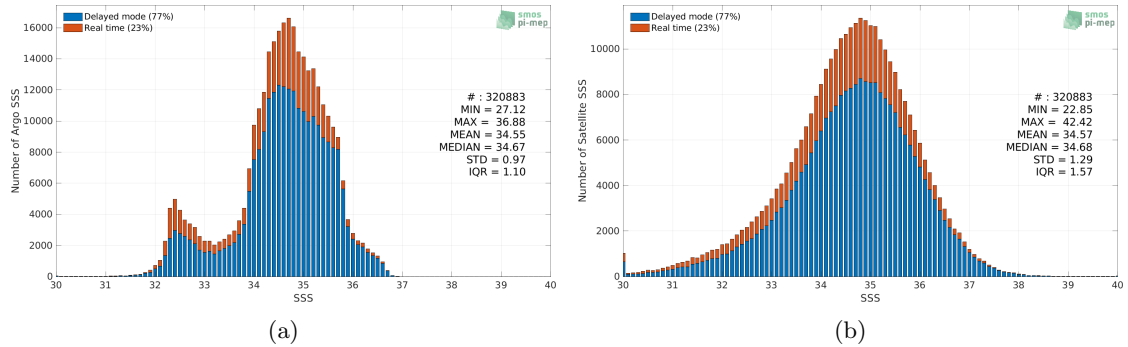 Delayed mode (77%)
Real time (23%)
smos
pi-mep
16000
14000
12000
10000
8000
6000
4000
2000
0
Number of Argo SSS
# : 320883
MIN = 27.12
MAX = 36.88
MEAN = 34.55
MEDIAN = 34.67
STD = 0.97
IQR = 1.10
30 31 32 33 34 35 36 37 38 39 40
SSS
(a)
Delayed mode (77%)
Real time (23%)
smos
pi-mep
10000
8000
6000
4000
2000
0
Number of Satellite SSS
# : 320883
MIN = 22.85
MAX = 42.42
MEAN = 34.57
MEDIAN = 34.68
STD = 1.29
IQR = 1.57
30 31 32 33 34 35 36 37 38 39 40
SSS
(b)